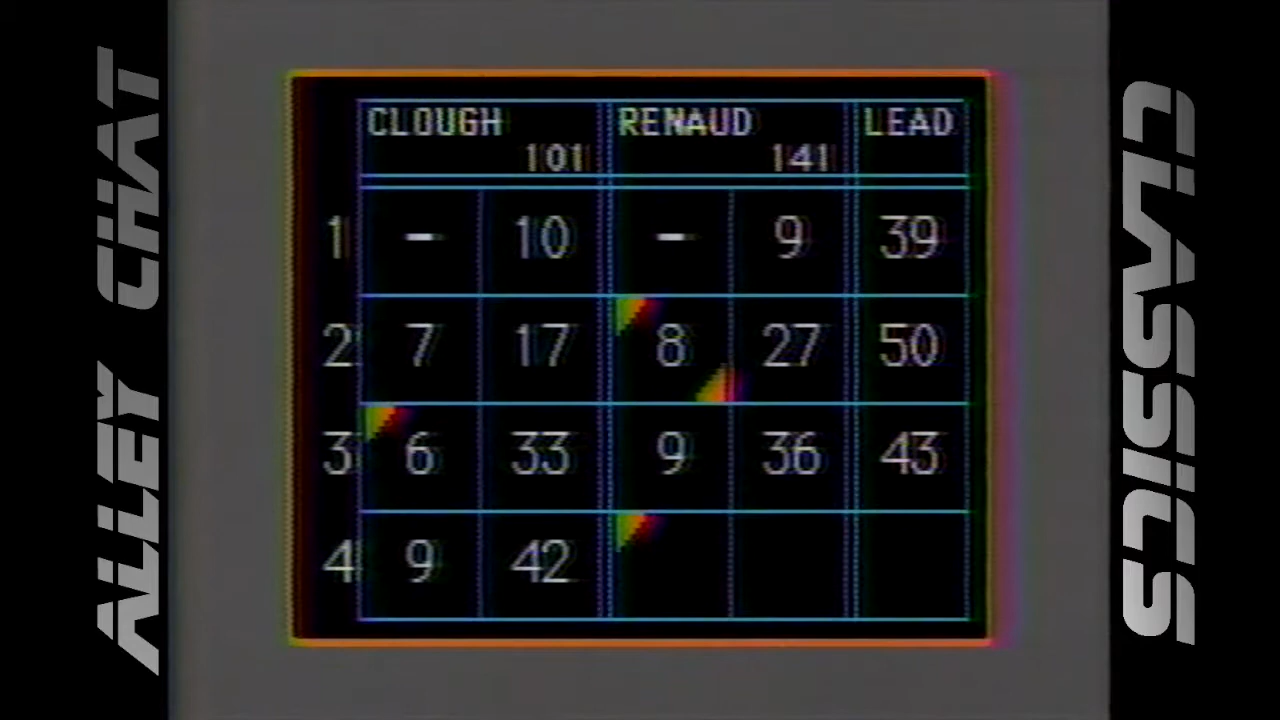 ALLEY CHAT
CLOUGH RENAUD LEAD
101 141
1 - 10 - 9 39
2 7 17 8 27 50
3 6 33 9 36 43
4 9 42
CLASSICS